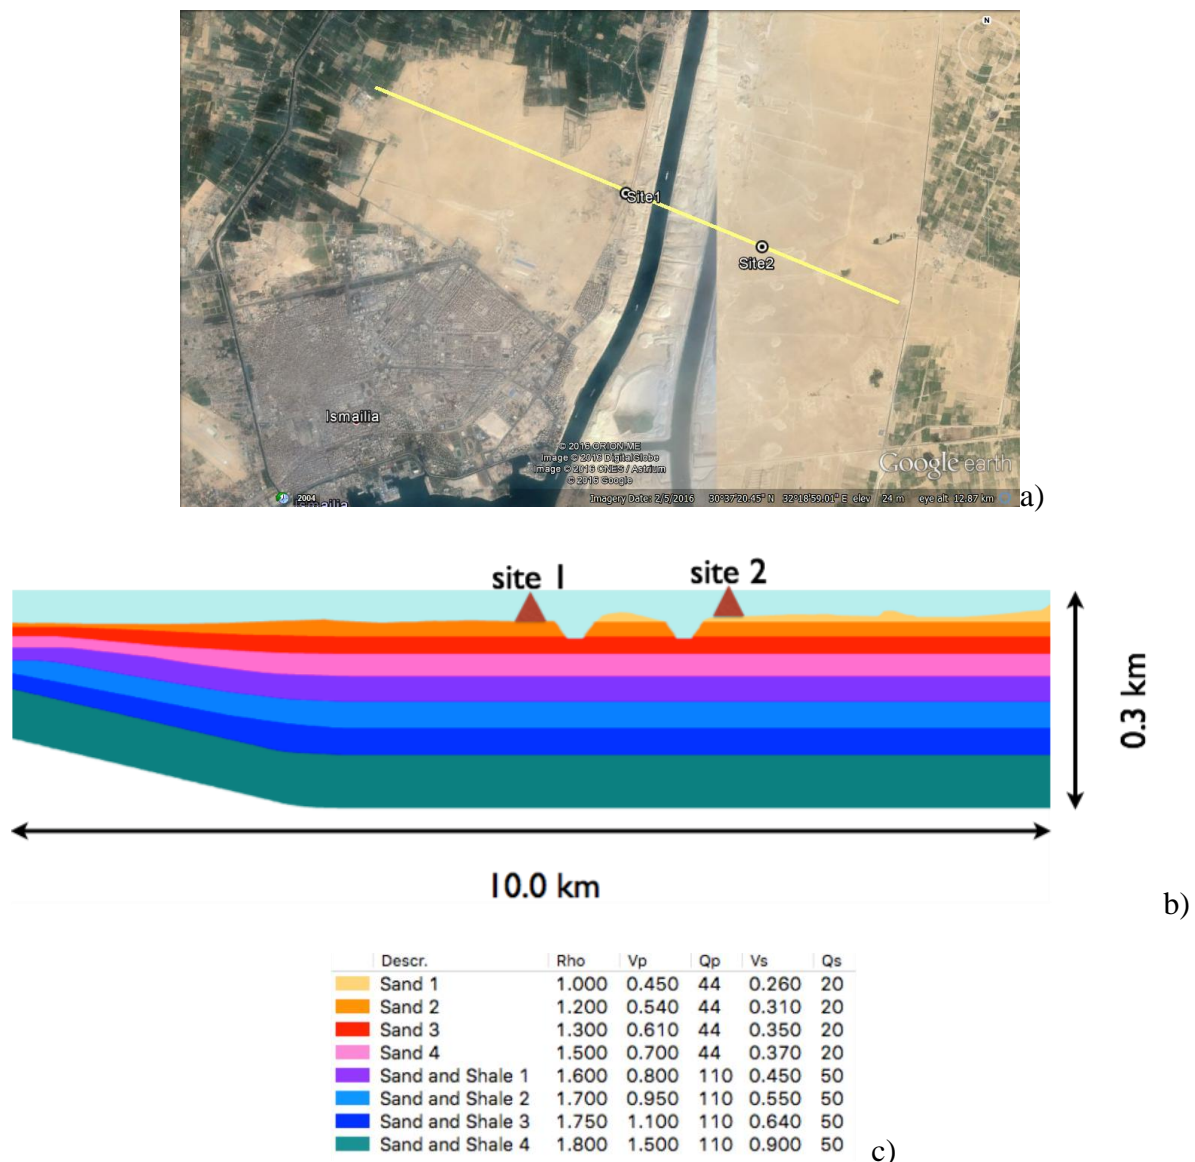 N
Site1
Site2
Ismailia
© 2016 ORION-ME
Image © 2016 DigitalGlobe
Image © 2016 CNES / Astrium
© 2016 Google
Google earth
2004
Imagery Date: 2/5/2016 30°37'20.45" N 32°18'59.01" E elev 24 m eye alt 12.87 km
Ismailia
a)
site 1
site 2
0.3 km
10.0 km
b)
Descr. Rho Vp Qp Vs Qs
Sand 1 1.000 0.450 44 0.260 20
Sand 2 1.200 0.540 44 0.310 20
Sand 3 1.300 0.610 44 0.350 20
Sand 4 1.500 0.700 44 0.370 20
Sand and Shale 1 1.600 0.800 110 0.450 50
Sand and Shale 2 1.700 0.950 110 0.550 50
Sand and Shale 3 1.750 1.100 110 0.640 50
Sand and Shale 4 1.800 1.500 110 0.900 50
c)